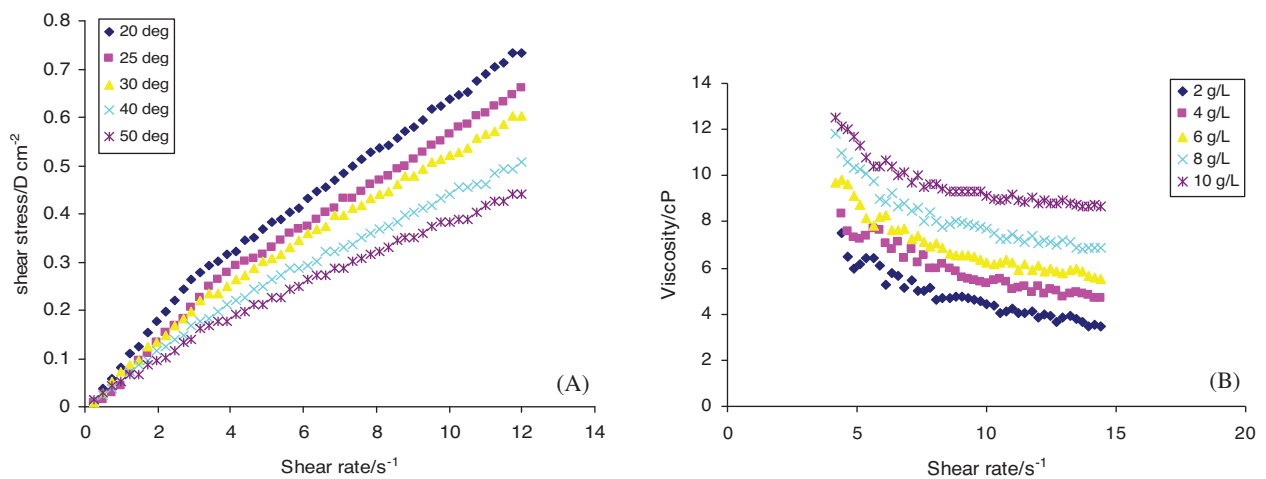 0.8
0.7
0.6
0.5
0.4
0.3
0.2
0.1
0
shear stress/D cm⁻²
20 deg
25 deg
30 deg
40 deg
50 deg
(A)
0 2 4 6 8 10 12 14
Shear rate/s⁻¹
14
12
10
8
6
4
2
0
Viscosity/cP
2 g/L
4 g/L
6 g/L
8 g/L
10 g/L
(B)
0 5 10 15 20
Shear rate/s⁻¹